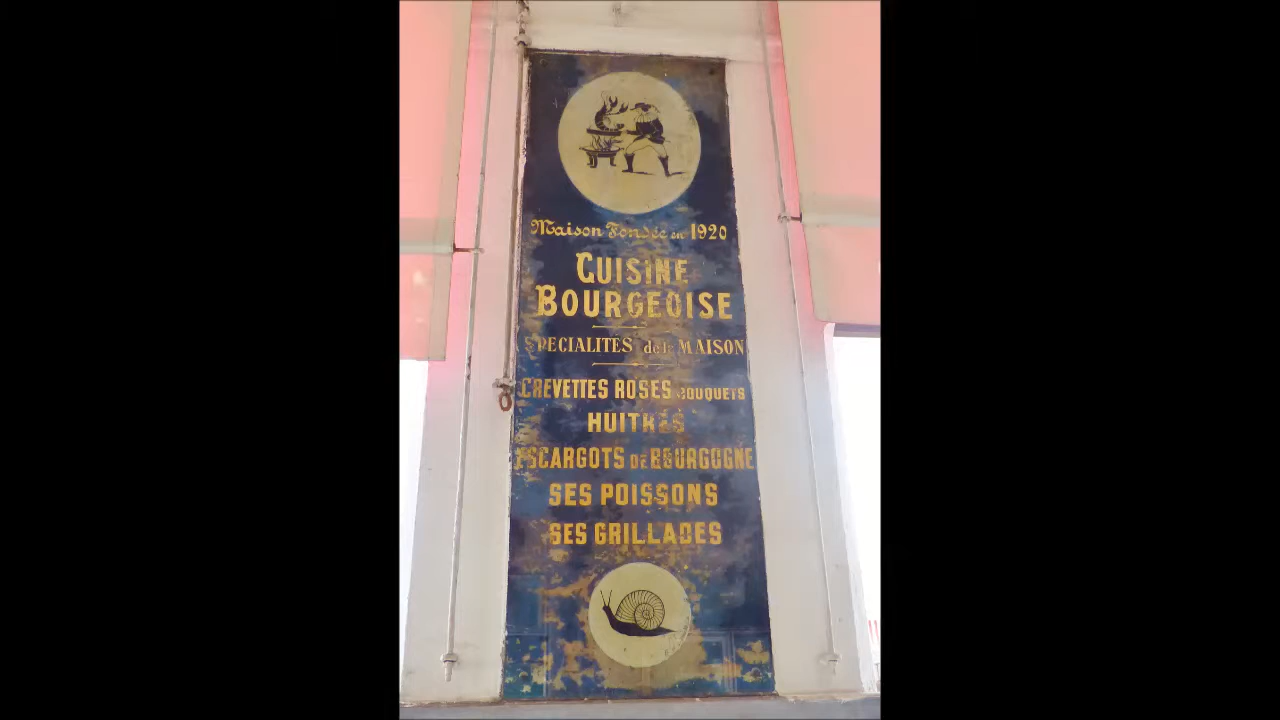 Maison Fondée en 1920
CUISINE
BOURGEOISE
SPECIALITÉS de la MAISON
CREVETTES ROSES BOUQUETS
HUITRES
ESCARGOTS DE BOURGOGNE
SES POISSONS
SES GRILLADES